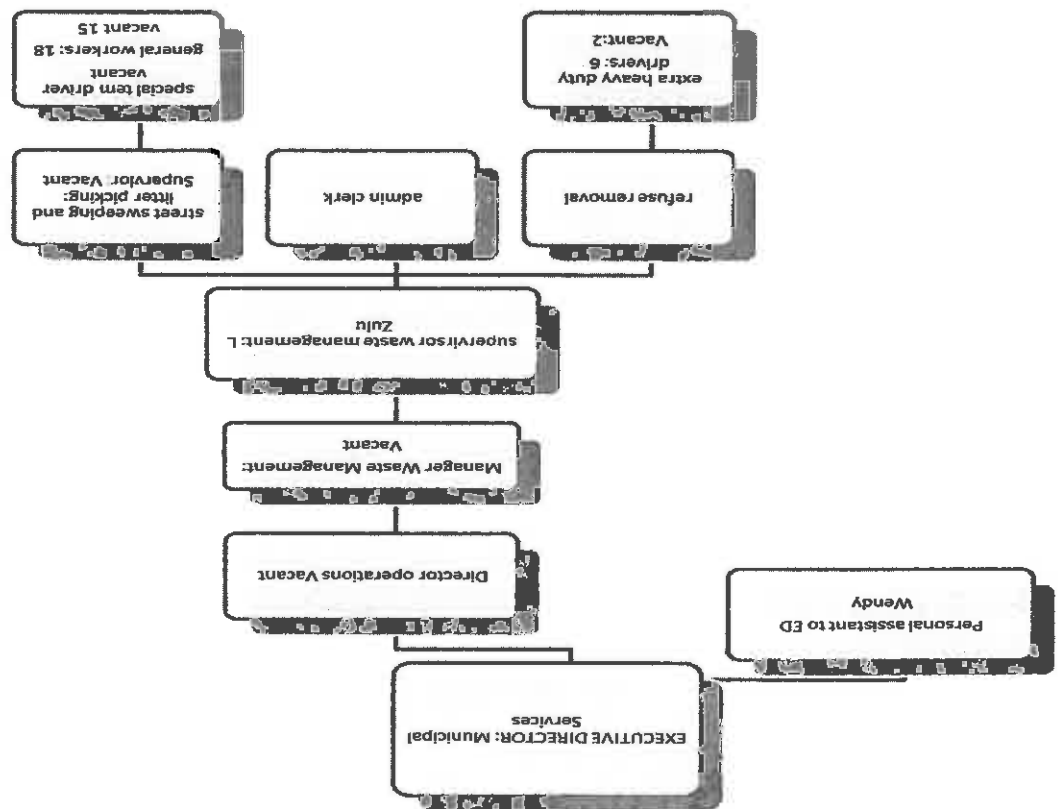 EXECUTIVE DIRECTOR: Municipal
Services
Personal assistant to ED
Wendy
Director operations Vacant
Manager Waste Management:
Vacant
supervirsor waste management: L
Zulu
refuse removal
admin clerk
street sweeping and
litter picking:
Supervior: Vacant
extra heavy duty
drivers: 6
Vacant:2
special tem driver
vacant
general workers: 18
vacant 15